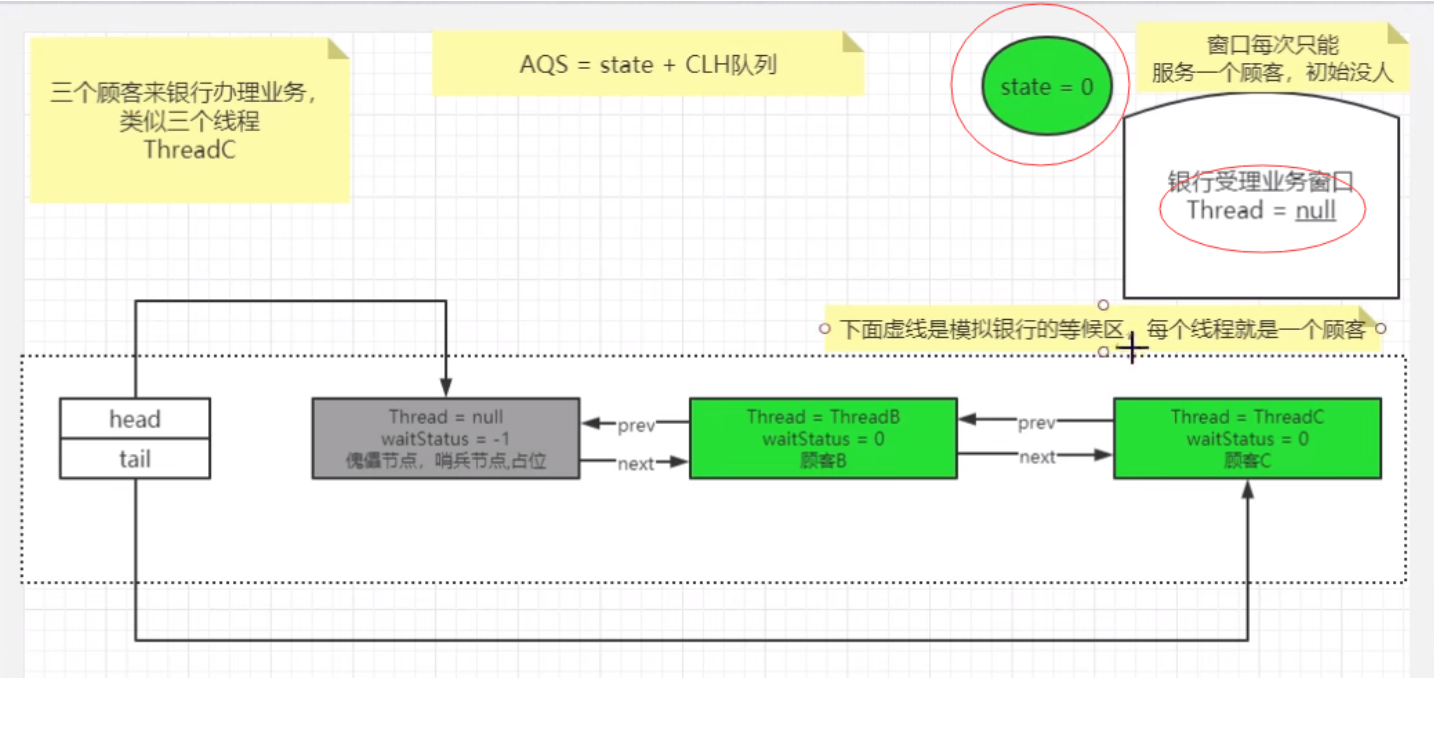 三个顾客来银行办理业务，
类似三个线程
ThreadC
AQS = state + CLH队列
state = 0
窗口每次只能
服务一个顾客，初始没人
银行受理业务窗口
Thread = null
下面虚线是模拟银行的等候区，每个线程就是一个顾客
head
tail
Thread = null
waitStatus = -1
傀儡节点，哨兵节点,占位
prev
next
Thread = ThreadB
waitStatus = 0
顾客B
prev
next
Thread = ThreadC
waitStatus = 0
顾客C